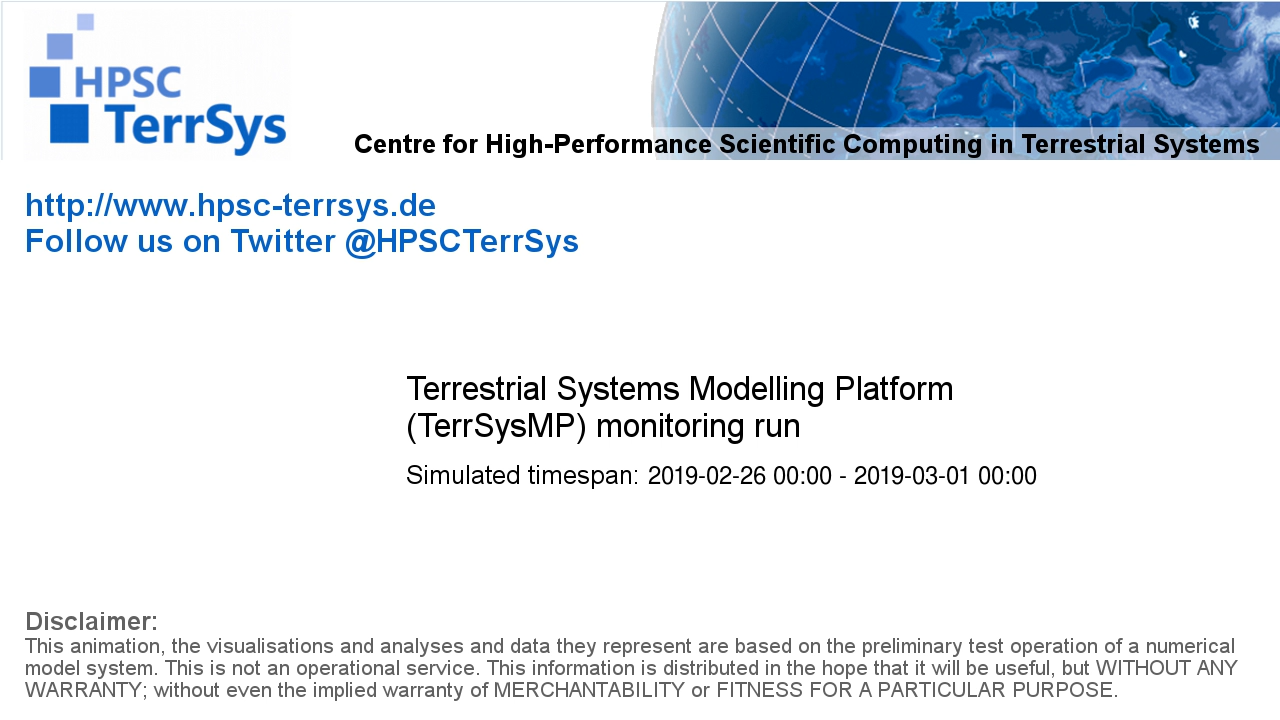 HPSC
TerrSys
Centre for High-Performance Scientific Computing in Terrestrial Systems
http://www.hpsc-terrsys.de
Follow us on Twitter @HPSCTerrSys
Terrestrial Systems Modelling Platform
(TerrSysMP) monitoring run
Simulated timespan: 2019-02-26 00:00 - 2019-03-01 00:00
Disclaimer:
This animation, the visualisations and analyses and data they represent are based on the preliminary test operation of a numerical
model system. This is not an operational service. This information is distributed in the hope that it will be useful, but WITHOUT ANY
WARRANTY; without even the implied warranty of MERCHANTABILITY or FITNESS FOR A PARTICULAR PURPOSE.